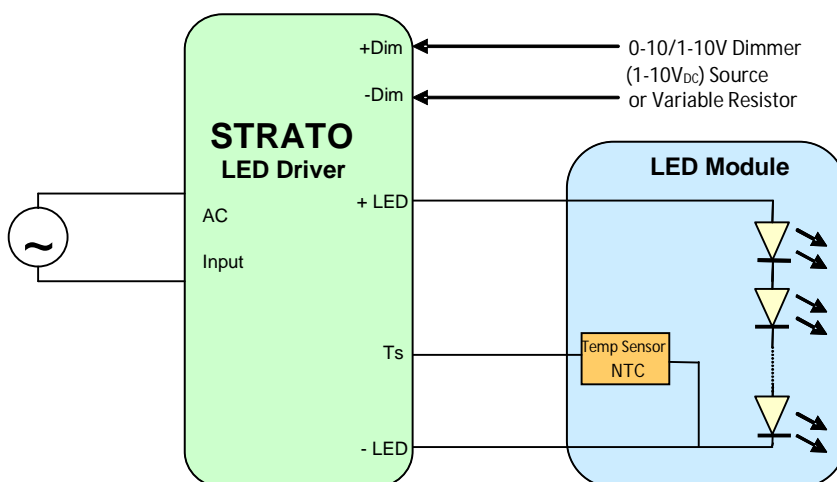 +Dim
-Dim
0-10/1-10V Dimmer
(1-10VDC) Source
or Variable Resistor
STRATO
LED Driver
LED Module
AC
Input
+ LED
Ts
Temp Sensor
NTC
- LED
~